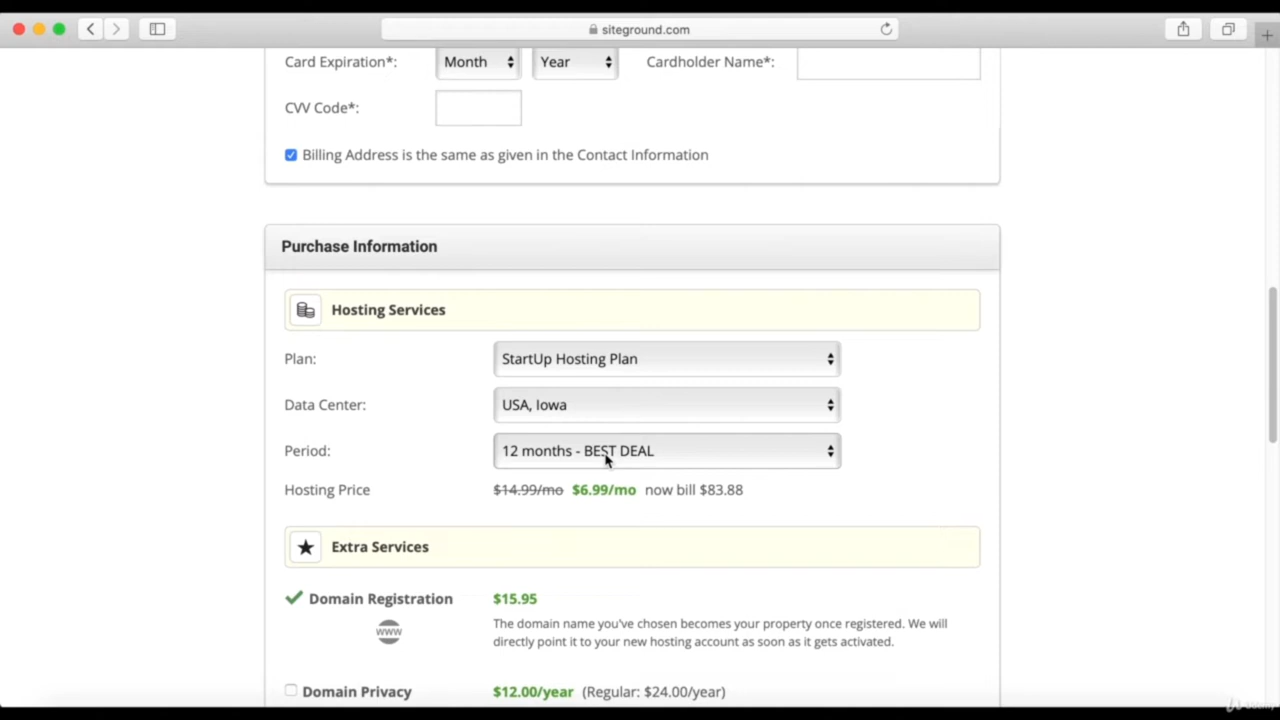 siteground.com
Card Expiration*: Month Year Cardholder Name*:
CVV Code*:
Billing Address is the same as given in the Contact Information
Purchase Information
Hosting Services
Plan: StartUp Hosting Plan
Data Center: USA, Iowa
Period: 12 months - BEST DEAL
Hosting Price $14.99/mo $6.99/mo now bill $83.88
Extra Services
Domain Registration $15.95
www
The domain name you've chosen becomes your property once registered. We will
directly point it to your new hosting account as soon as it gets activated.
Domain Privacy $12.00/year (Regular: $24.00/year)